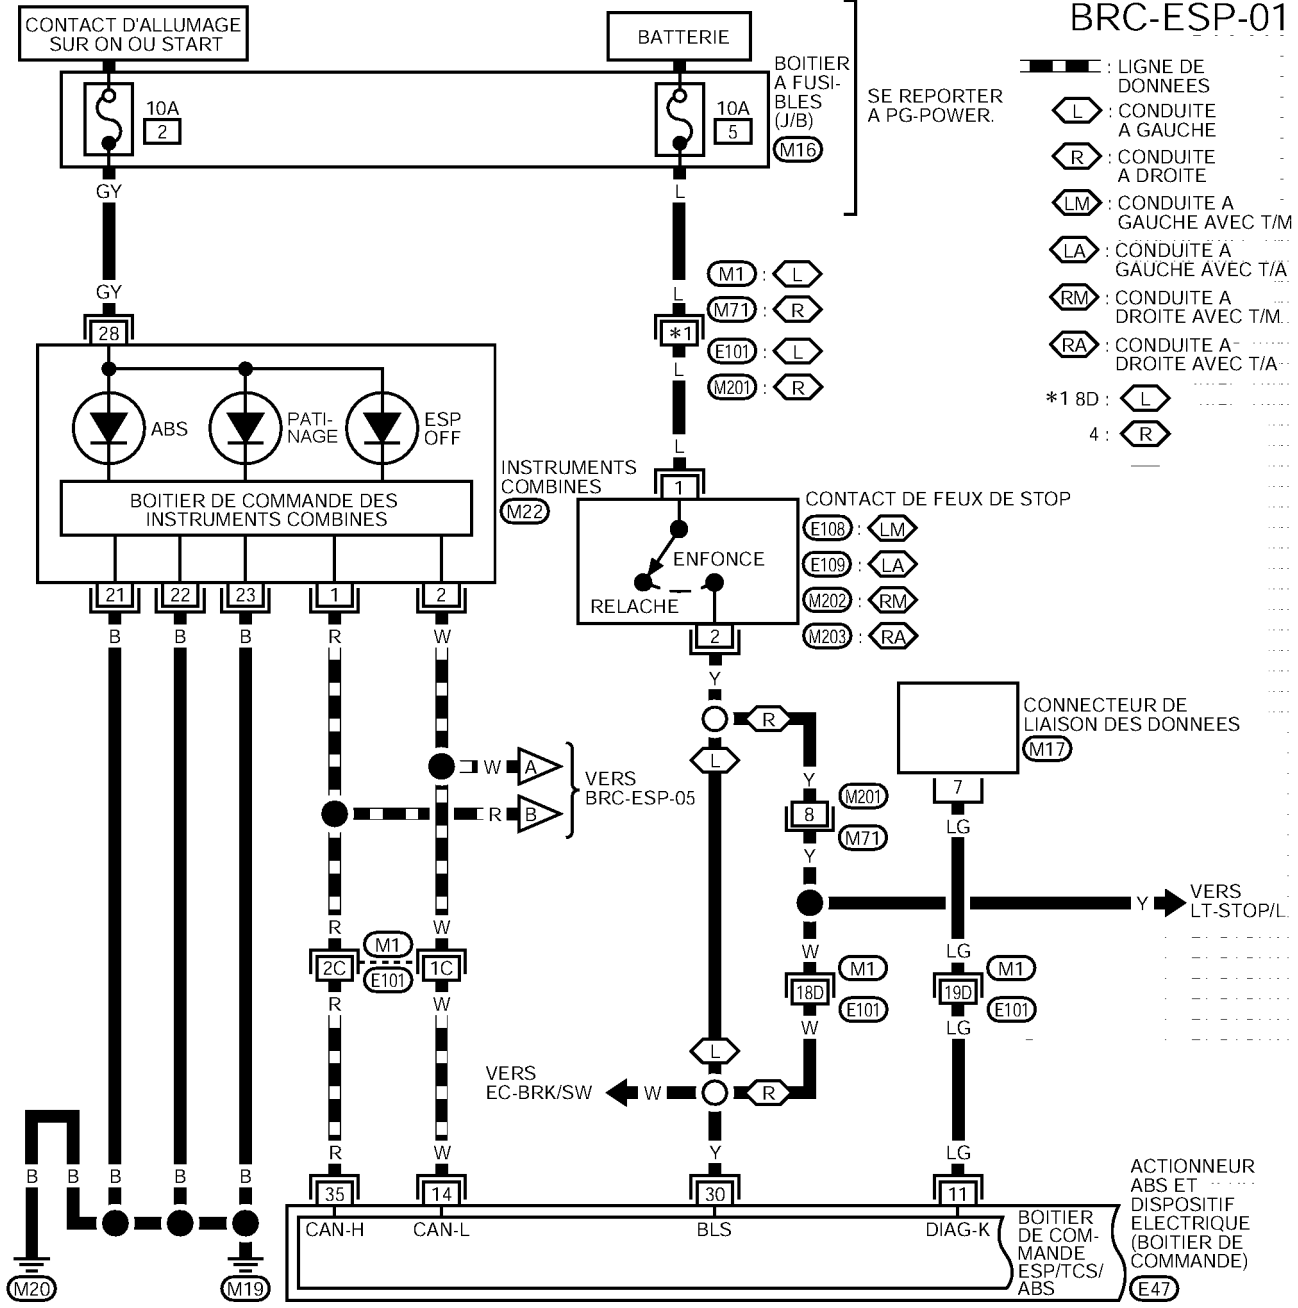 BRC-ESP-01
CONTACT D'ALLUMAGE
SUR ON OU START
BATTERIE
10A
2
10A
5
BOITIER
A FUSI-
BLES
(J/B)
M16
SE REPORTER
A PG-POWER.
: LIGNE DE
DONNEES
L : CONDUITE
A GAUCHE
R : CONDUITE
A DROITE
LM : CONDUITE A
GAUCHE AVEC T/M
LA : CONDUITE A
GAUCHE AVEC T/A
RM : CONDUITE A
DROITE AVEC T/M
RA : CONDUITE A
DROITE AVEC T/A
*1 8D : L
4 : R
GY
GY
28
L
L
*1
L
L
1
M1 : L
M71 : R
E101 : L
M201 : R
ABS
PATI-
NAGE
ESP
OFF
BOITIER DE COMMANDE DES
INSTRUMENTS COMBINES
INSTRUMENTS
COMBINES
M22
21 22 23 1 2
B B B R W
CONTACT DE FEUX DE STOP
ENFONCE
RELACHE
2
E108 : LM
E109 : LA
M202 : RM
M203 : RA
Y
R
L
Y
8
M201
M71
Y
CONNECTEUR DE
LIAISON DES DONNEES
M17
7
LG
W A
R B
VERS
BRC-ESP-05
Y
VERS
LT-STOP/L
R W
2C
M1
E101
1C
R W
W
18D
M1
E101
W
LG
19D
M1
E101
LG
L
VERS
EC-BRK/SW
W
R
B B B B B
R W Y LG
35 14 30 11
CAN-H CAN-L BLS DIAG-K
BOITIER
DE COM-
MANDE
ESP/TCS/
ABS
ACTIONNEUR
ABS ET
DISPOSITIF
ELECTRIQUE
(BOITIER DE
COMMANDE)
E47
M20
M19